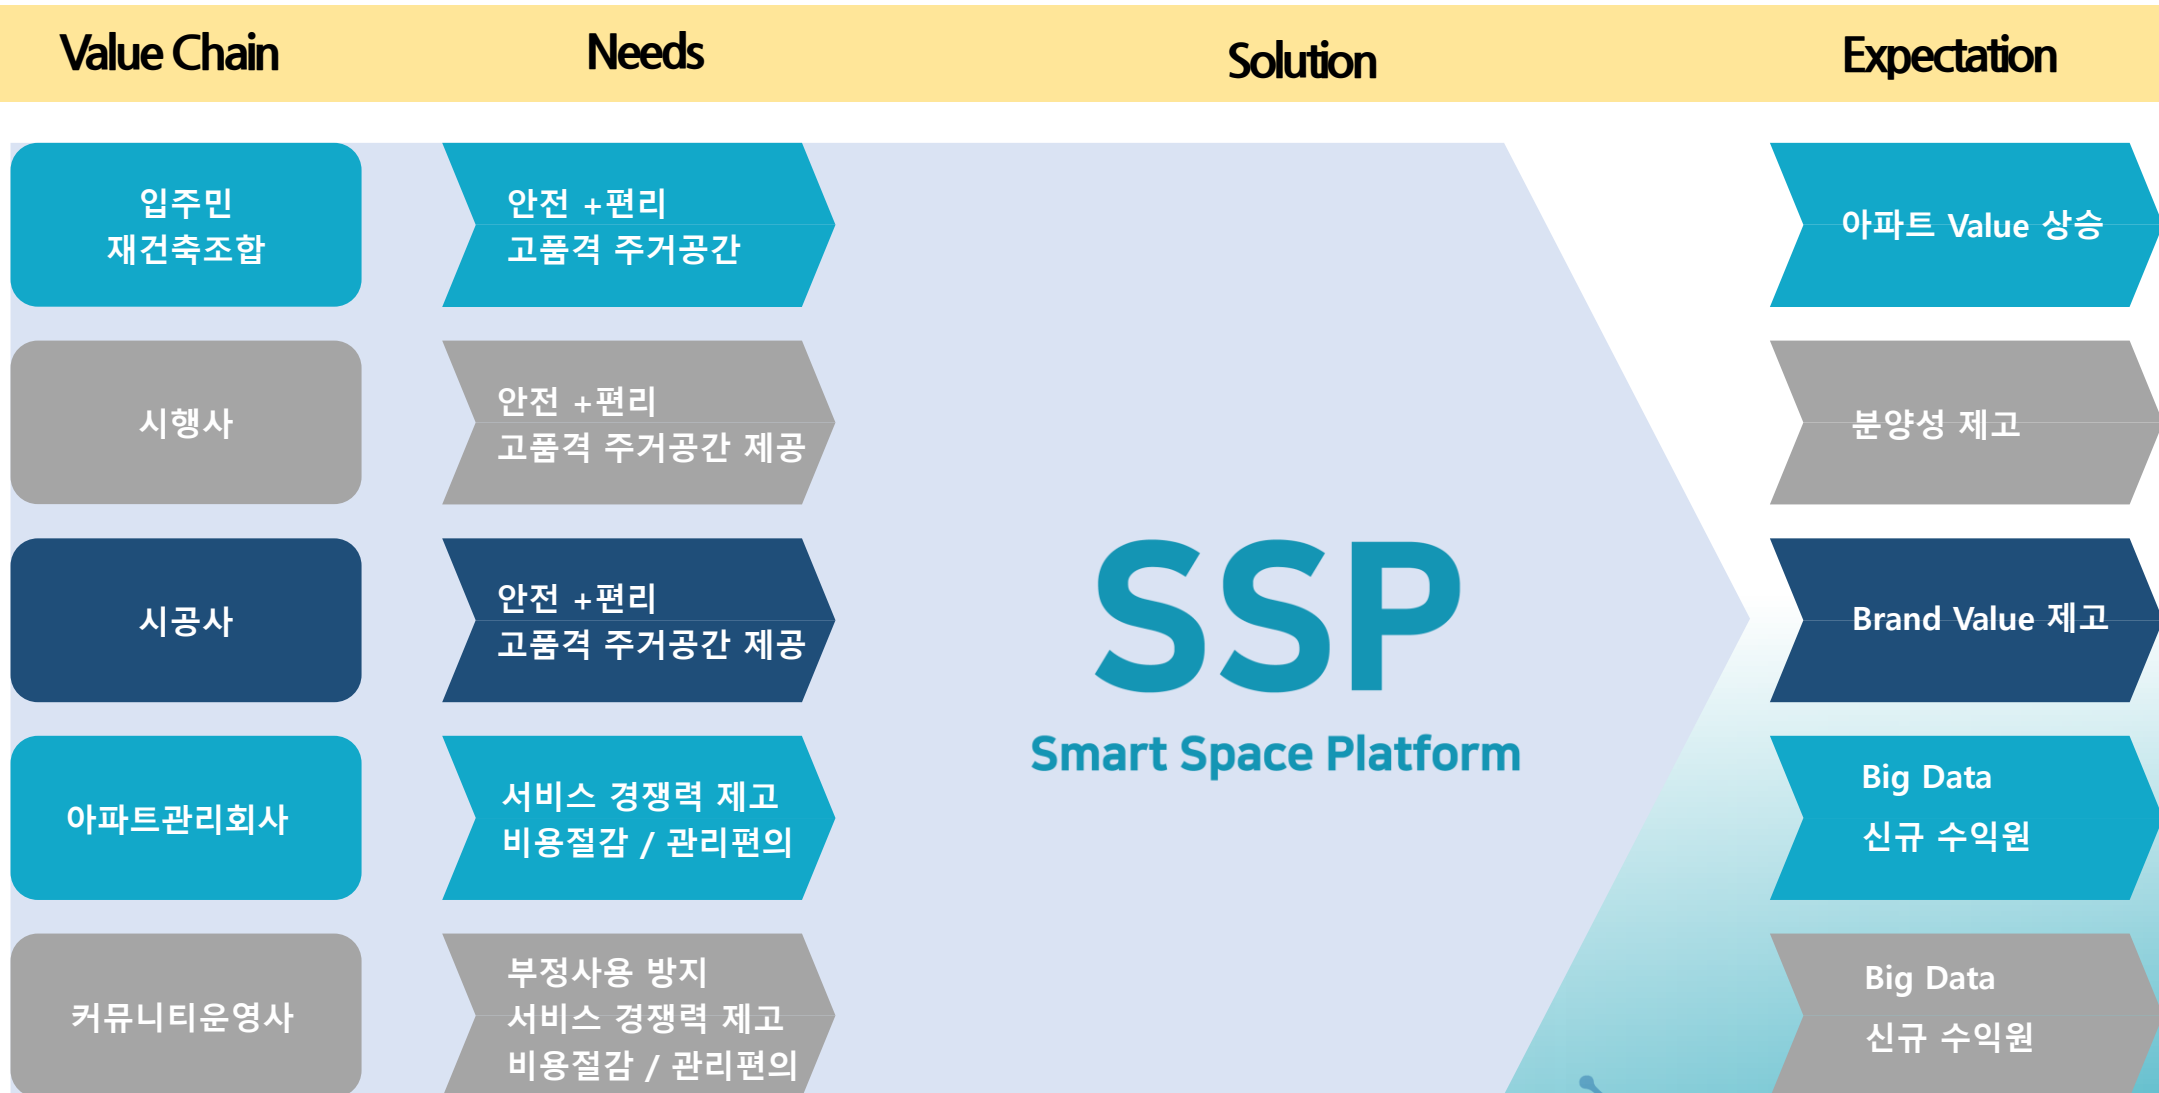 Value Chain
Needs
Solution
Expectation
입주민
재건축조합
안전 +편리
고품격 주거공간
아파트 Value 상승
시행사
안전 +편리
고품격 주거공간 제공
분양성 제고
시공사
안전 +편리
고품격 주거공간 제공
SSP
Smart Space Platform
Brand Value 제고
아파트관리회사
서비스 경쟁력 제고
비용절감 / 관리편의
Big Data
신규 수익원
커뮤니티운영사
부정사용 방지
서비스 경쟁력 제고
비용절감 / 관리편의
Big Data
신규 수익원